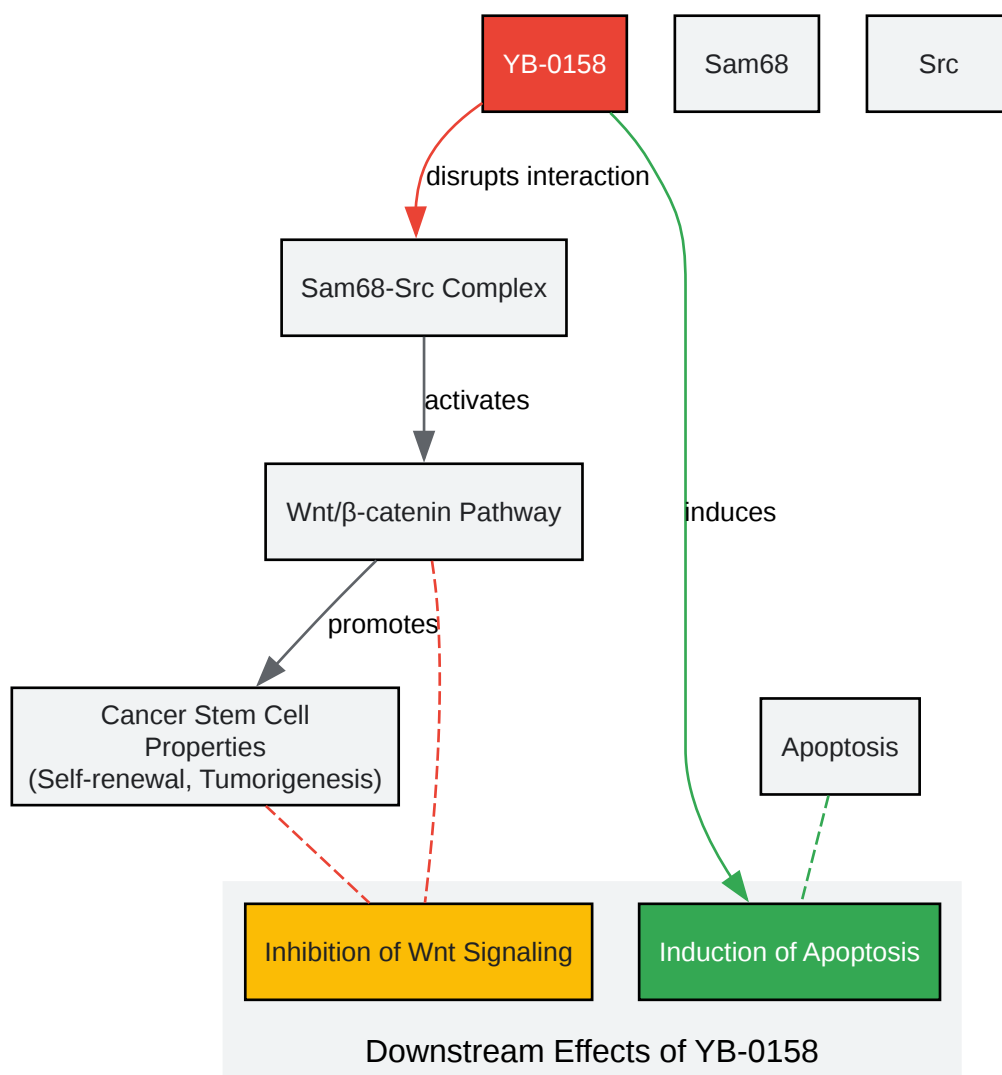 YB-0158
Sam68
Src
disrupts interaction
Sam68-Src Complex
activates
Wnt/β-catenin Pathway
induces
promotes
Cancer Stem Cell
Properties
(Self-renewal, Tumorigenesis)
Apoptosis
Inhibition of Wnt Signaling
Induction of Apoptosis
Downstream Effects of YB-0158